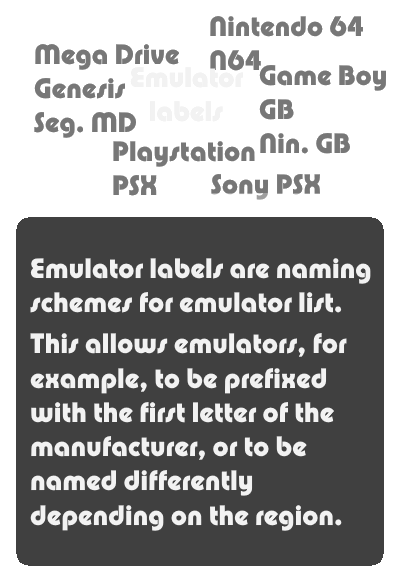 Nintendo 64
N64
Mega Drive
Genesis
Seg. MD
Emulator
labels
Game Boy
GB
Nin. GB
Playstation
PSX
Sony PSX
Emulator labels are naming
schemes for emulator list.
This allows emulators, for
example, to be prefixed
with the first letter of the
manufacturer, or to be
named differently
depending on the region.